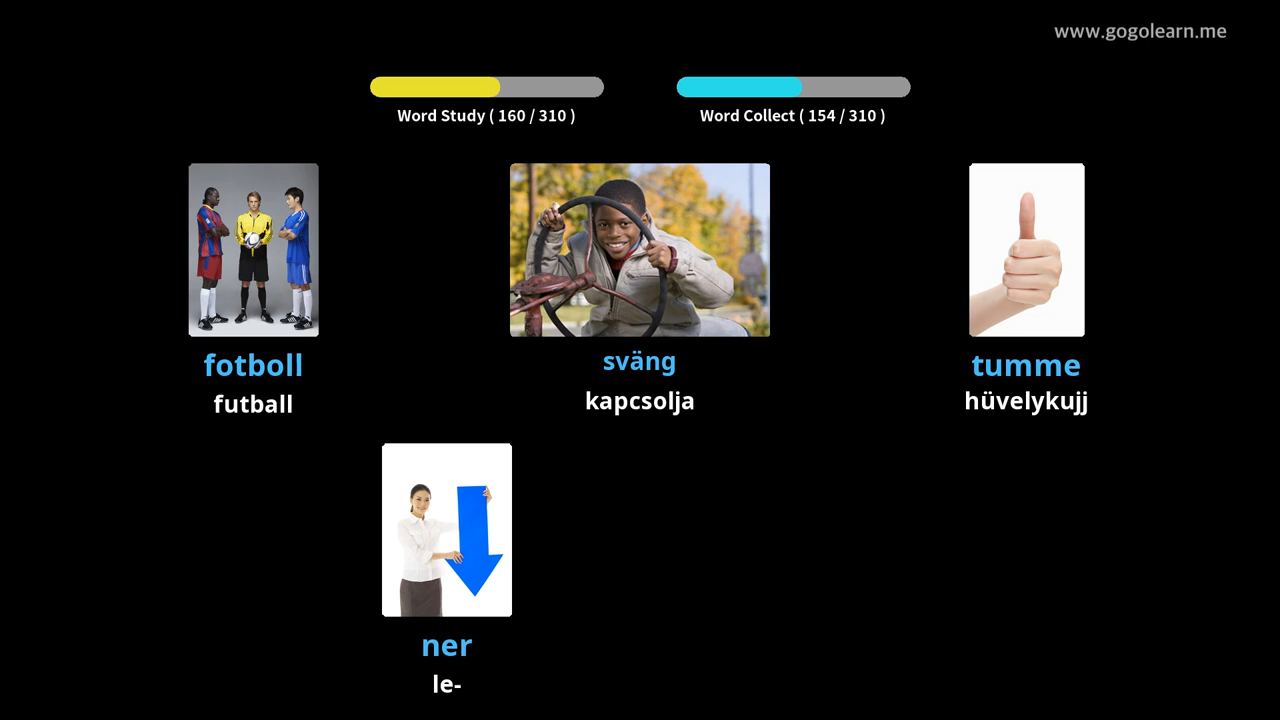 www.gogolearn.me
Word Study ( 160 / 310 )
Word Collect ( 154 / 310 )
fotboll
futball
sväng
kapcsolja
tumme
hüvelykujj
ner
le-